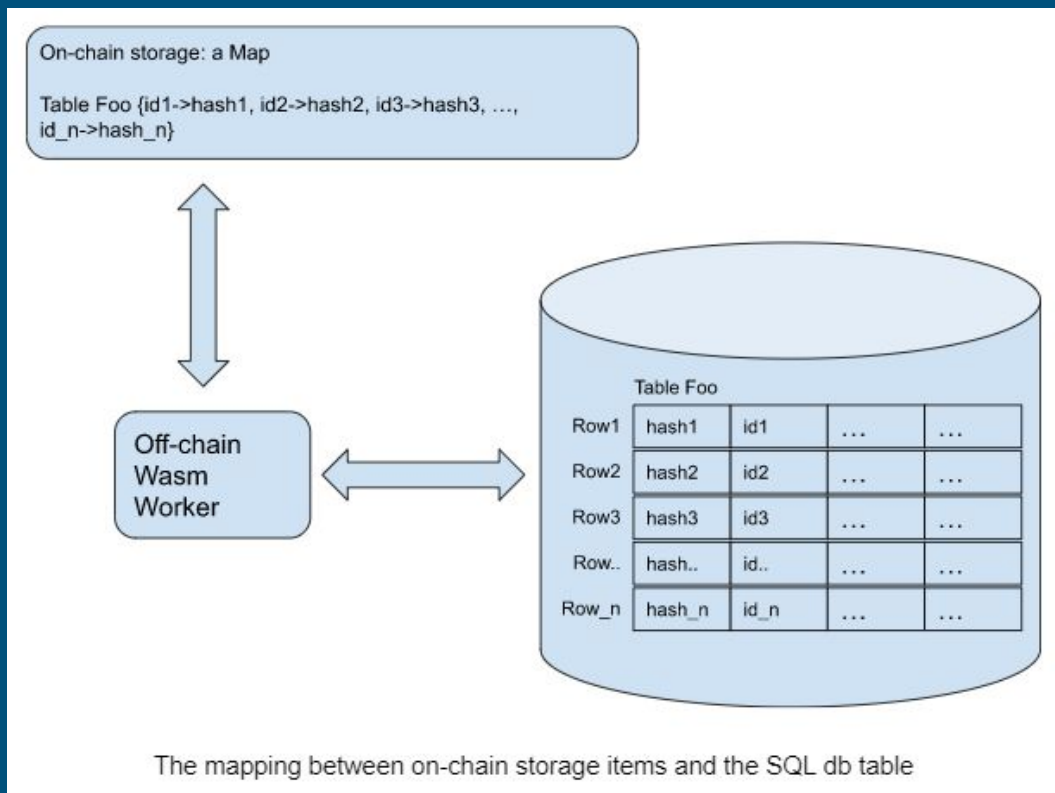 On-chain storage: a Map
Table Foo {id1->hash1, id2->hash2, id3->hash3, …,
id_n->hash_n}
Off-chain
Wasm
Worker
Table Foo
Row1 hash1 id1 ... ...
Row2 hash2 id2 ... ...
Row3 hash3 id3 ... ...
Row.. hash.. id.. ... ...
Row_n hash_n id_n ... ...
The mapping between on-chain storage items and the SQL db table